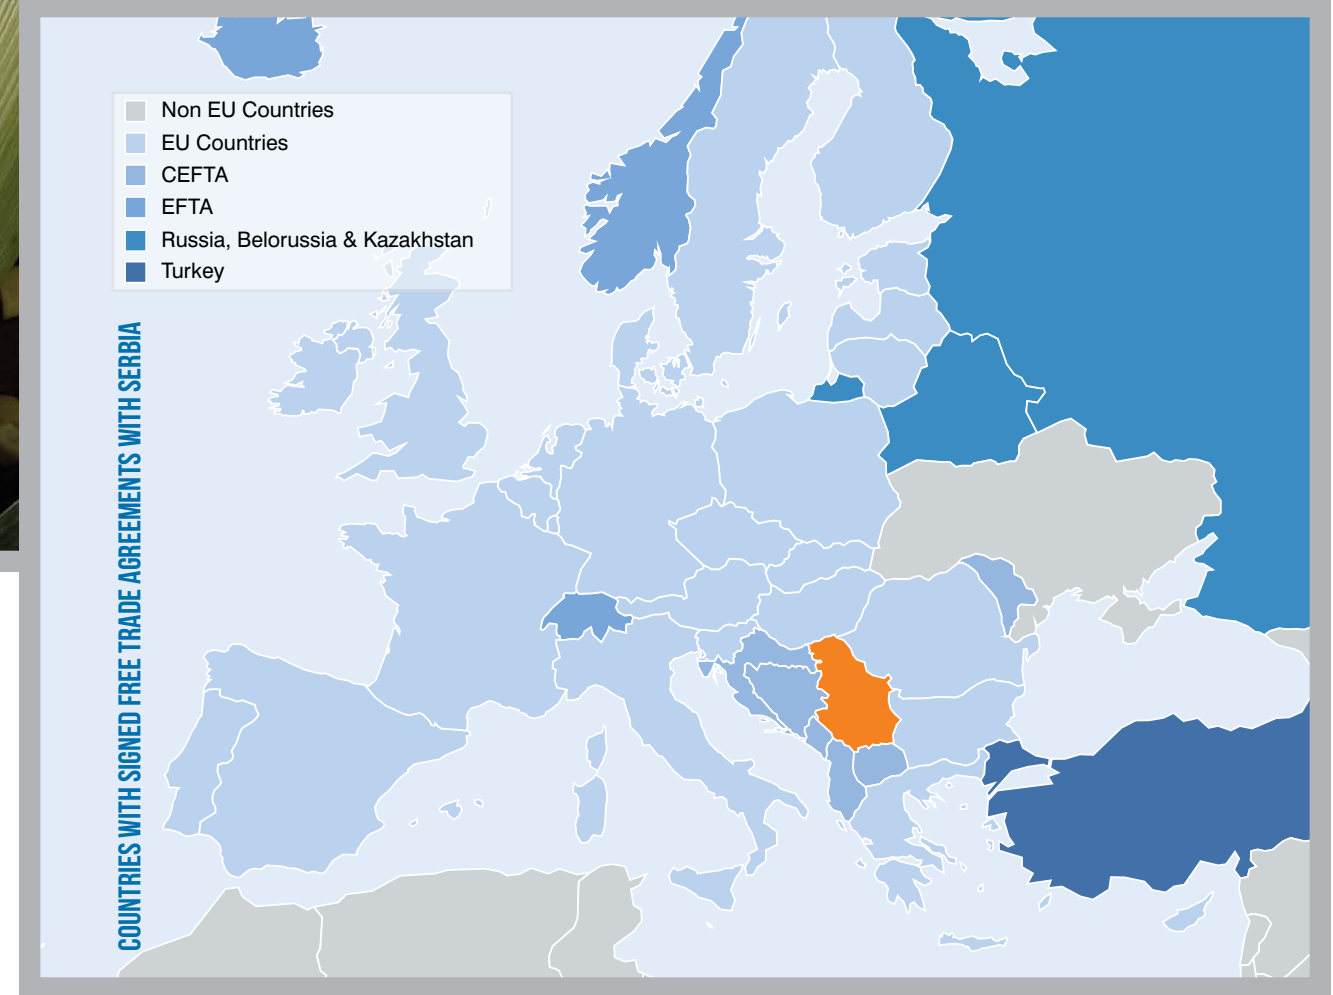 Non EU Countries
EU Countries
CEFTA
EFTA
Russia, Belorussia & Kazakhstan
Turkey
COUNTRIES WITH SIGNED FREE TRADE AGREEMENTS WITH SERBIA